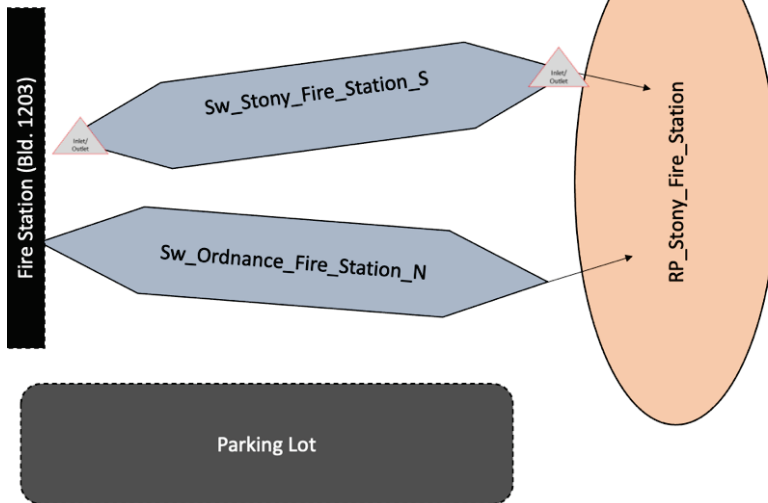 Fire Station (Bld. 1203)
Sw_Stony_Fire_Station_S
Inlet/
Outlet
Inlet/
Outlet
RP_Stony_Fire_Station
Sw_Ordnance_Fire_Station_N
Parking Lot